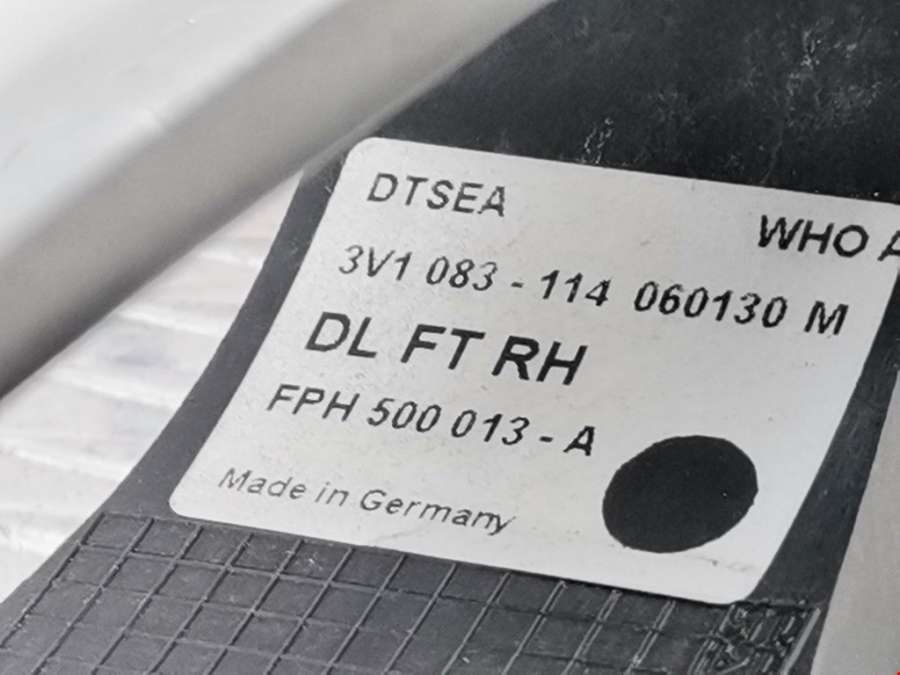 DTSEA
WHO A
3V1 083 - 114 060130 M
DL FT RH
FPH 500 013 - A
Made in Germany